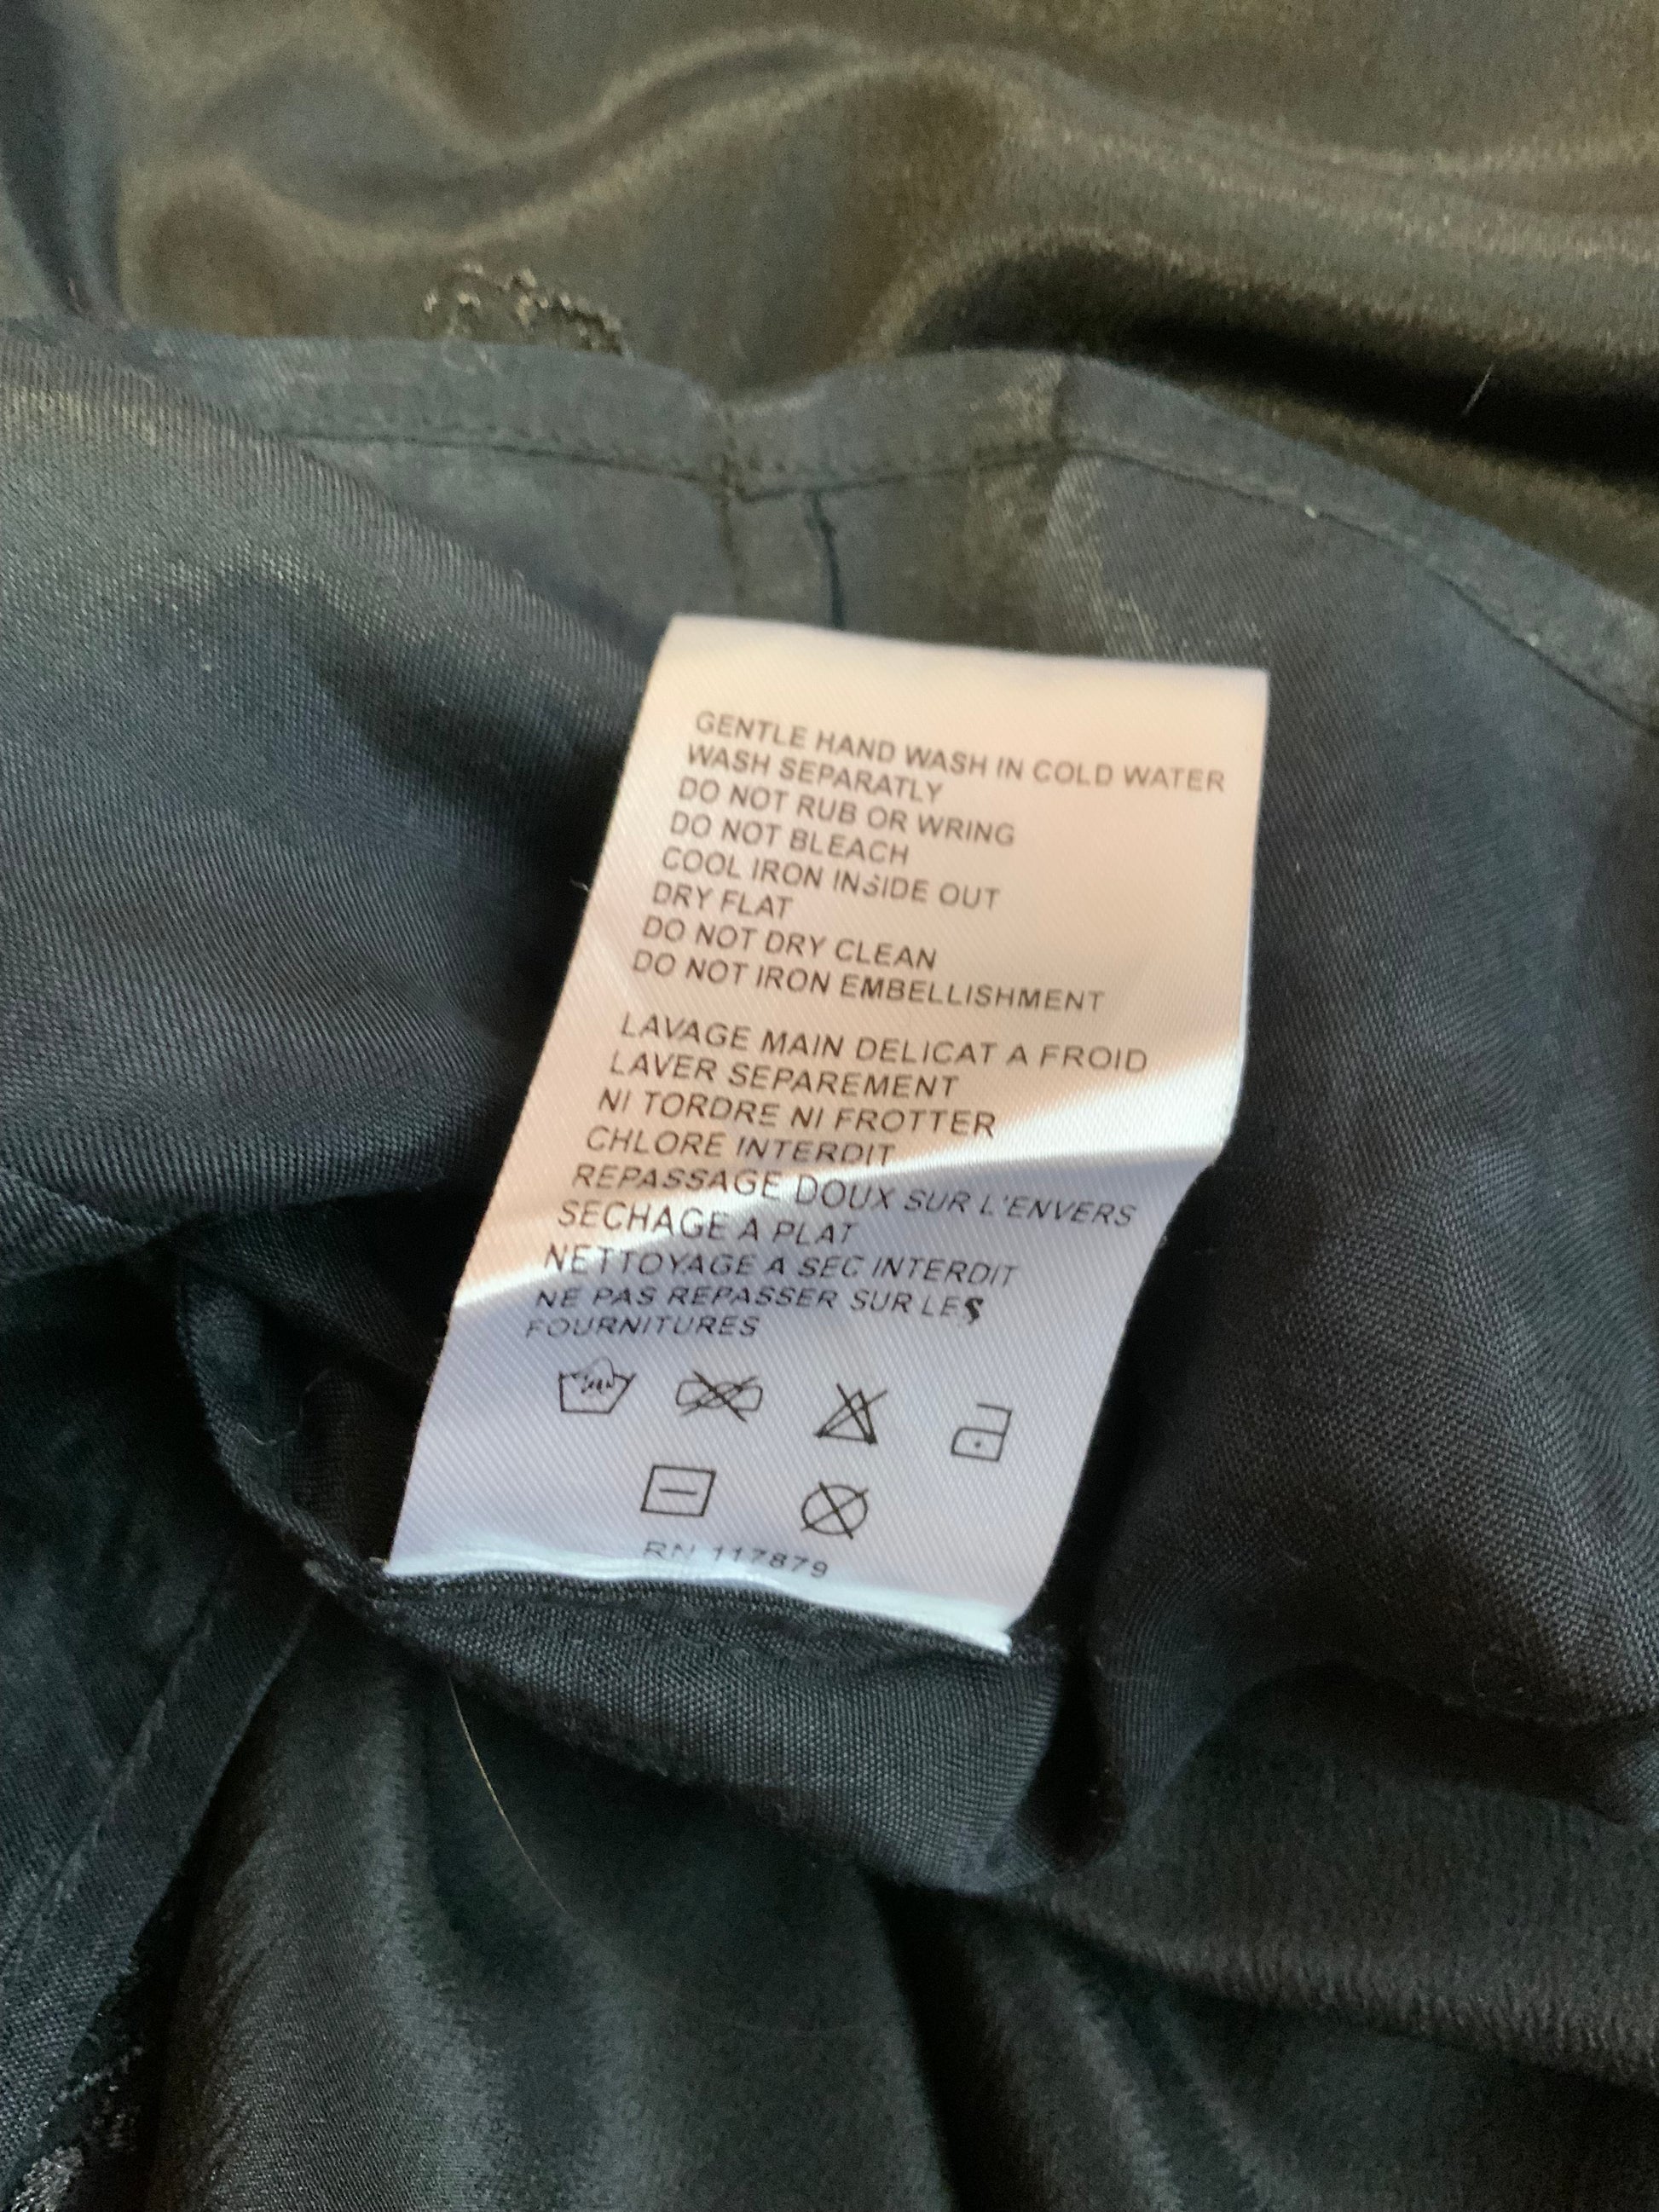 GENTLE HAND WASH IN COLD WATER
WASH SEPARATLY
DO NOT RUB OR WRING
DO NOT BLEACH
COOL IRON INSIDE OUT
DRY FLAT
DO NOT DRY CLEAN
DO NOT IRON EMBELLISHMENT
LAVAGE MAIN DELICAT A FROID
LAVER SEPAREMENT
NI TORDRE NI FROTTER
CHLORE INTERDIT
REPASSAGE DOUX SUR L'ENVERS
SECHAGE A PLAT
NETTOYAGE A SEC INTERDIT
NE PAS REPASSER SUR LES
FOURNITURES
RN 117879